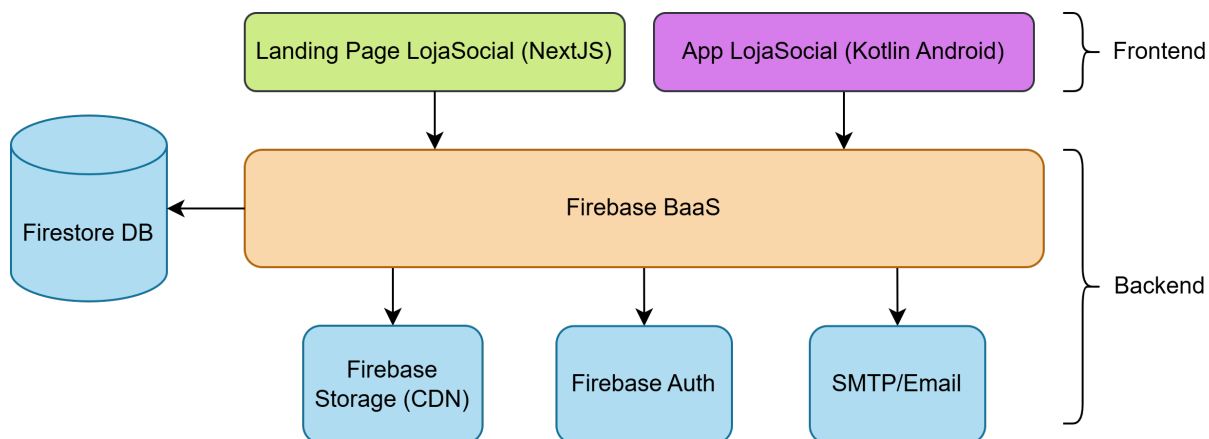 Landing Page LojaSocial (NextJS)
App LojaSocial (Kotlin Android)
Frontend
Firebase BaaS
Firestore DB
Backend
Firebase
Storage (CDN)
Firebase Auth
SMTP/Email